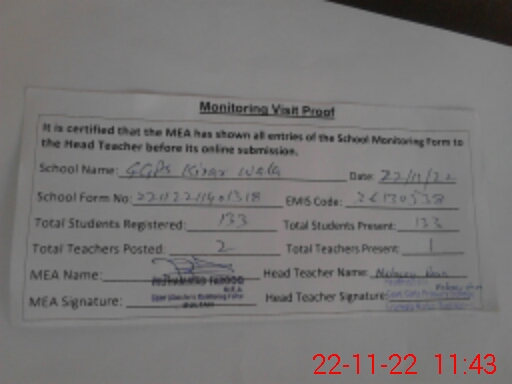 Monitoring Visit Proof
It is certified that the MEA has shown all entries of the School Monitoring Form to
the Head Teacher before its online submission.
School Name: GGPS Kirar Wala Date: 22/11/22
School Form No: EMIS Code:
Total Students Registered: 133 Total Students Present: 133
Total Teachers Posted: 2 Total Teachers Present: 1
MEA Name: Head Teacher Name:
MEA Signature: Head Teacher Signature:
22-11-22 11:43